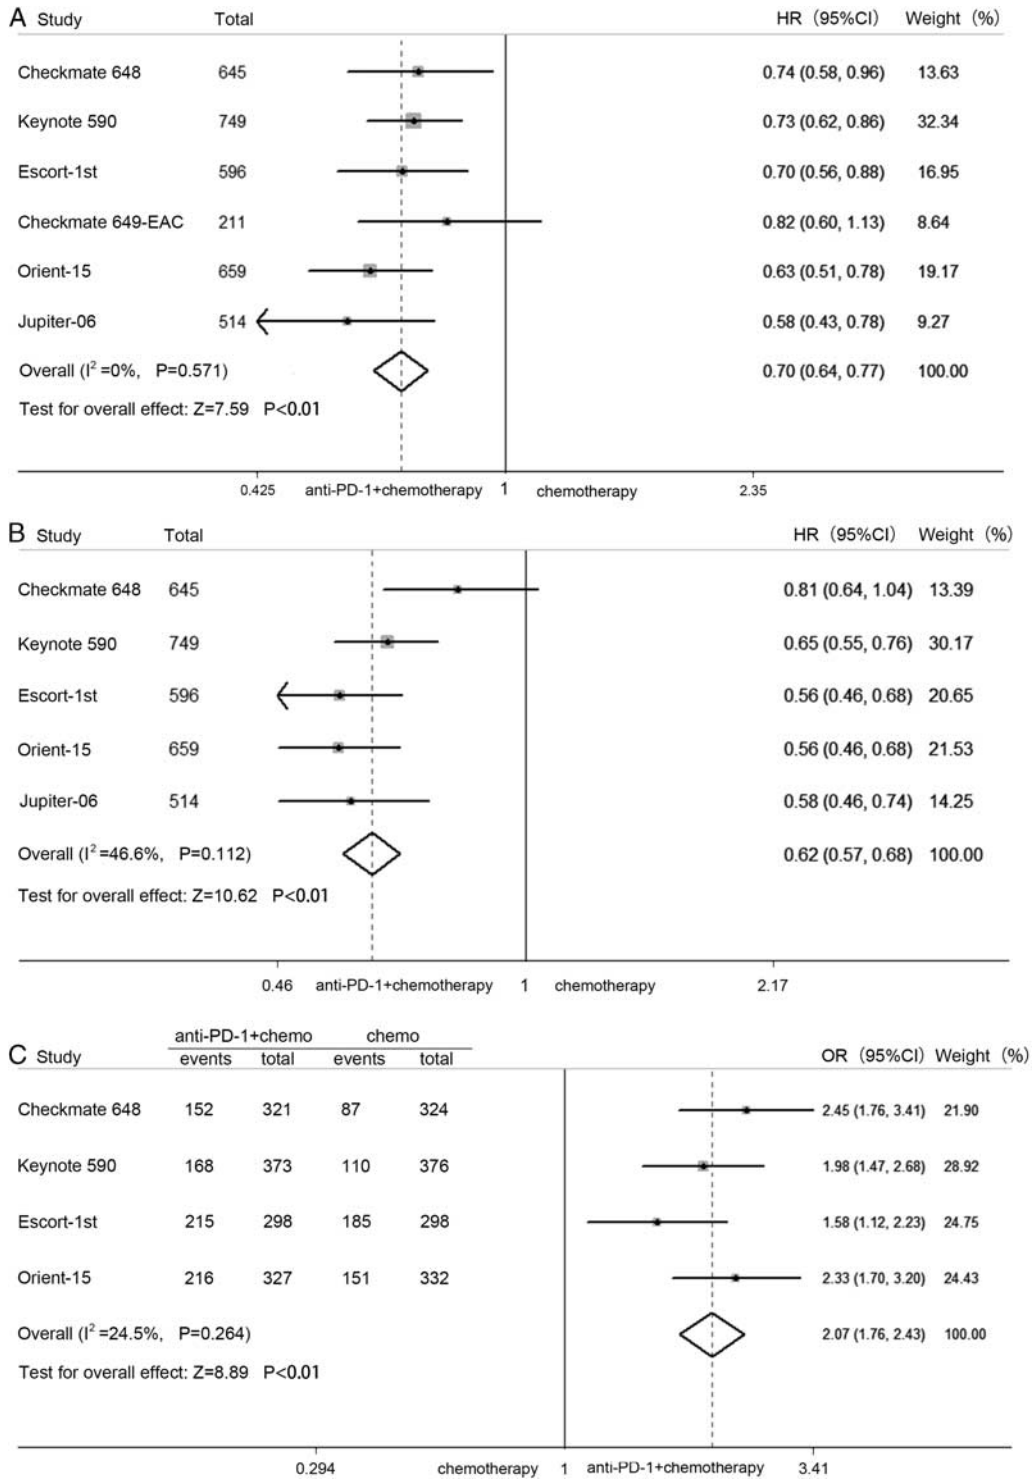 A Study Total HR (95%CI) Weight (%)
Checkmate 648 645 0.74 (0.58, 0.96) 13.63
Keynote 590 749 0.73 (0.62, 0.86) 32.34
Escort-1st 596 0.70 (0.56, 0.88) 16.95
Checkmate 649-EAC 211 0.82 (0.60, 1.13) 8.64
Orient-15 659 0.63 (0.51, 0.78) 19.17
Jupiter-06 514 0.58 (0.43, 0.78) 9.27
Overall (I² =0%, P=0.571) 0.70 (0.64, 0.77) 100.00
Test for overall effect: Z=7.59 P<0.01
0.425 anti-PD-1+chemotherapy 1 chemotherapy 2.35
B Study Total HR (95%CI) Weight (%)
Checkmate 648 645 0.81 (0.64, 1.04) 13.39
Keynote 590 749 0.65 (0.55, 0.76) 30.17
Escort-1st 596 0.56 (0.46, 0.68) 20.65
Orient-15 659 0.56 (0.46, 0.68) 21.53
Jupiter-06 514 0.58 (0.46, 0.74) 14.25
Overall (I² =46.6%, P=0.112) 0.62 (0.57, 0.68) 100.00
Test for overall effect: Z=10.62 P<0.01
0.46 anti-PD-1+chemotherapy 1 chemotherapy 2.17
anti-PD-1+chemo chemo
C Study events total events total OR (95%CI) Weight (%)
Checkmate 648 152 321 87 324 2.45 (1.76, 3.41) 21.90
Keynote 590 168 373 110 376 1.98 (1.47, 2.68) 28.92
Escort-1st 215 298 185 298 1.58 (1.12, 2.23) 24.75
Orient-15 216 327 151 332 2.33 (1.70, 3.20) 24.43
Overall (I² =24.5%, P=0.264) 2.07 (1.76, 2.43) 100.00
Test for overall effect: Z=8.89 P<0.01
0.294 chemotherapy 1 anti-PD-1+chemotherapy 3.41